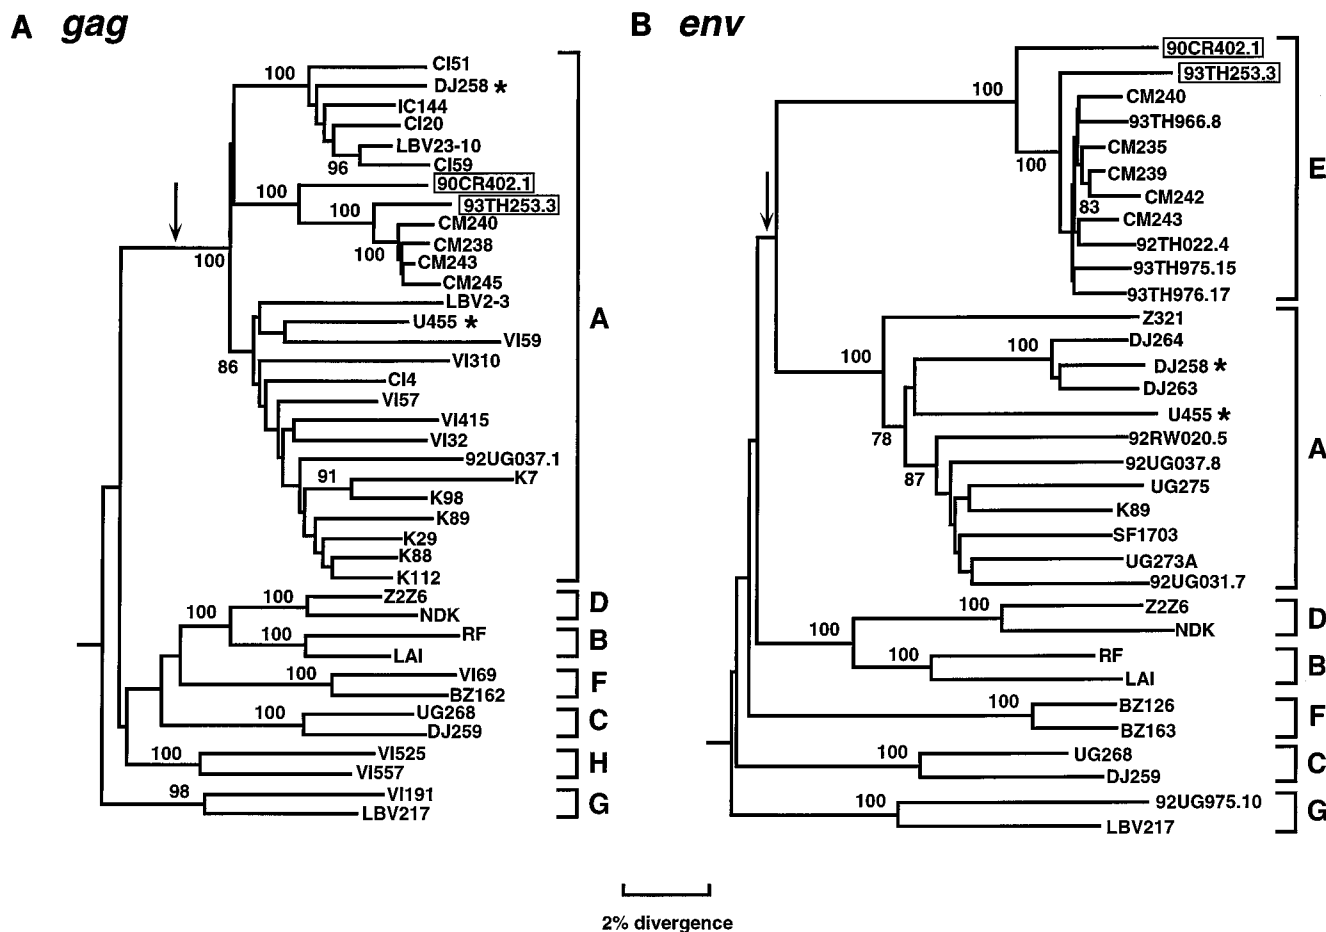 A gag
100
CI51
DJ258 *
IC144
CI20
LBV23-10
96
CI59
100
90CR402.1
100
93TH253.3
CM240
CM238
100
CM243
100
CM245
LBV2-3
U455 *
VI59
86
VI310
CI4
VI57
VI415
VI32
92UG037.1
91
K7
K98
K89
K29
K88
K112
A
100
Z2Z6
100
NDK
D
RF
100
LAI
B
100
VI69
BZ162
F
100
UG268
DJ259
C
100
VI525
VI557
H
98
VI191
LBV217
G
B env
90CR402.1
93TH253.3
100
CM240
93TH966.8
CM235
100
CM239
CM242
83
CM243
92TH022.4
93TH975.15
93TH976.17
E
Z321
100
DJ264
100
DJ258 *
DJ263
U455 *
78
92RW020.5
92UG037.8
87
UG275
K89
SF1703
UG273A
92UG031.7
A
100
Z2Z6
100
NDK
D
100
RF
LAI
B
100
BZ126
BZ163
F
100
UG268
DJ259
C
100
92UG975.10
LBV217
G
2% divergence